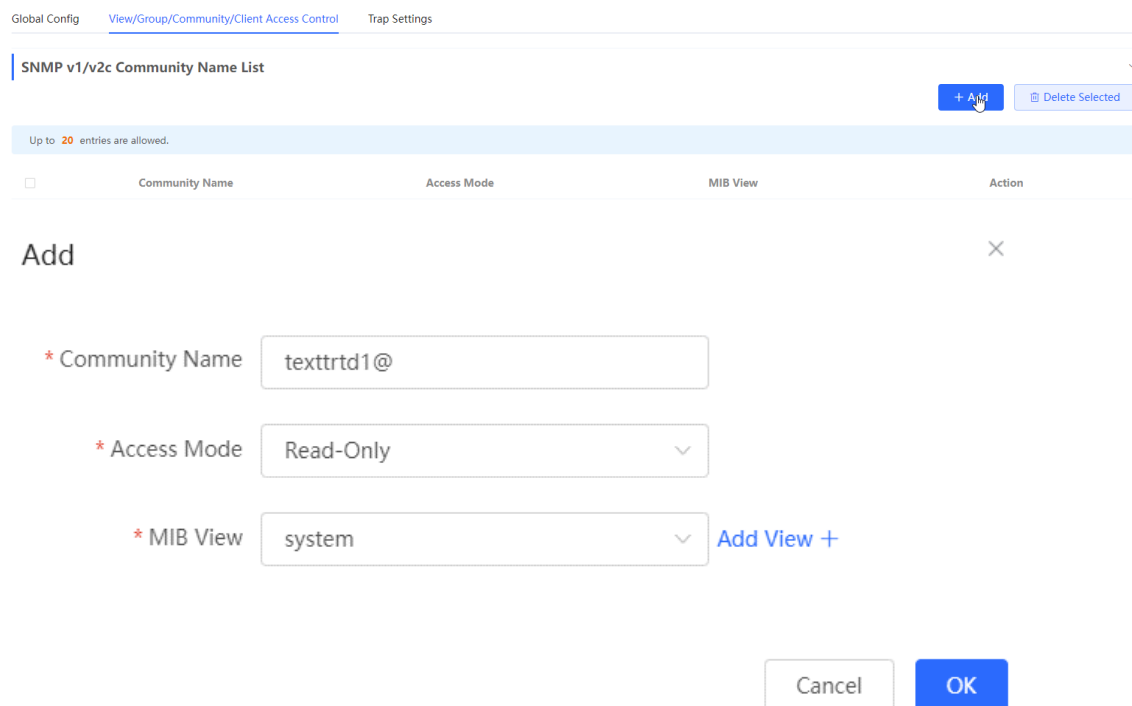 Global Config View/Group/Community/Client Access Control Trap Settings
SNMP v1/v2c Community Name List
+ Add Delete Selected
Up to 20 entries are allowed.
Community Name Access Mode MIB View Action
Add
* Community Name texttrtd1@
* Access Mode Read-Only
* MIB View system Add View +
Cancel OK